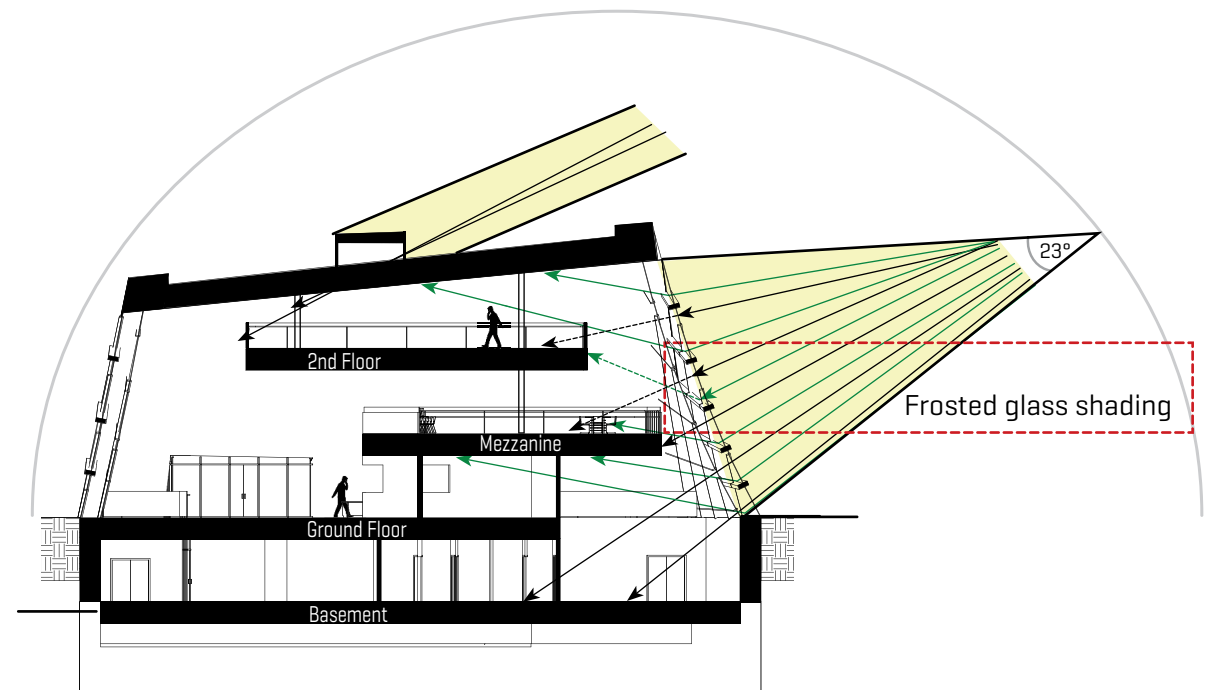 23°
2nd Floor
Frosted glass shading
Mezzanine
Ground Floor
Basement